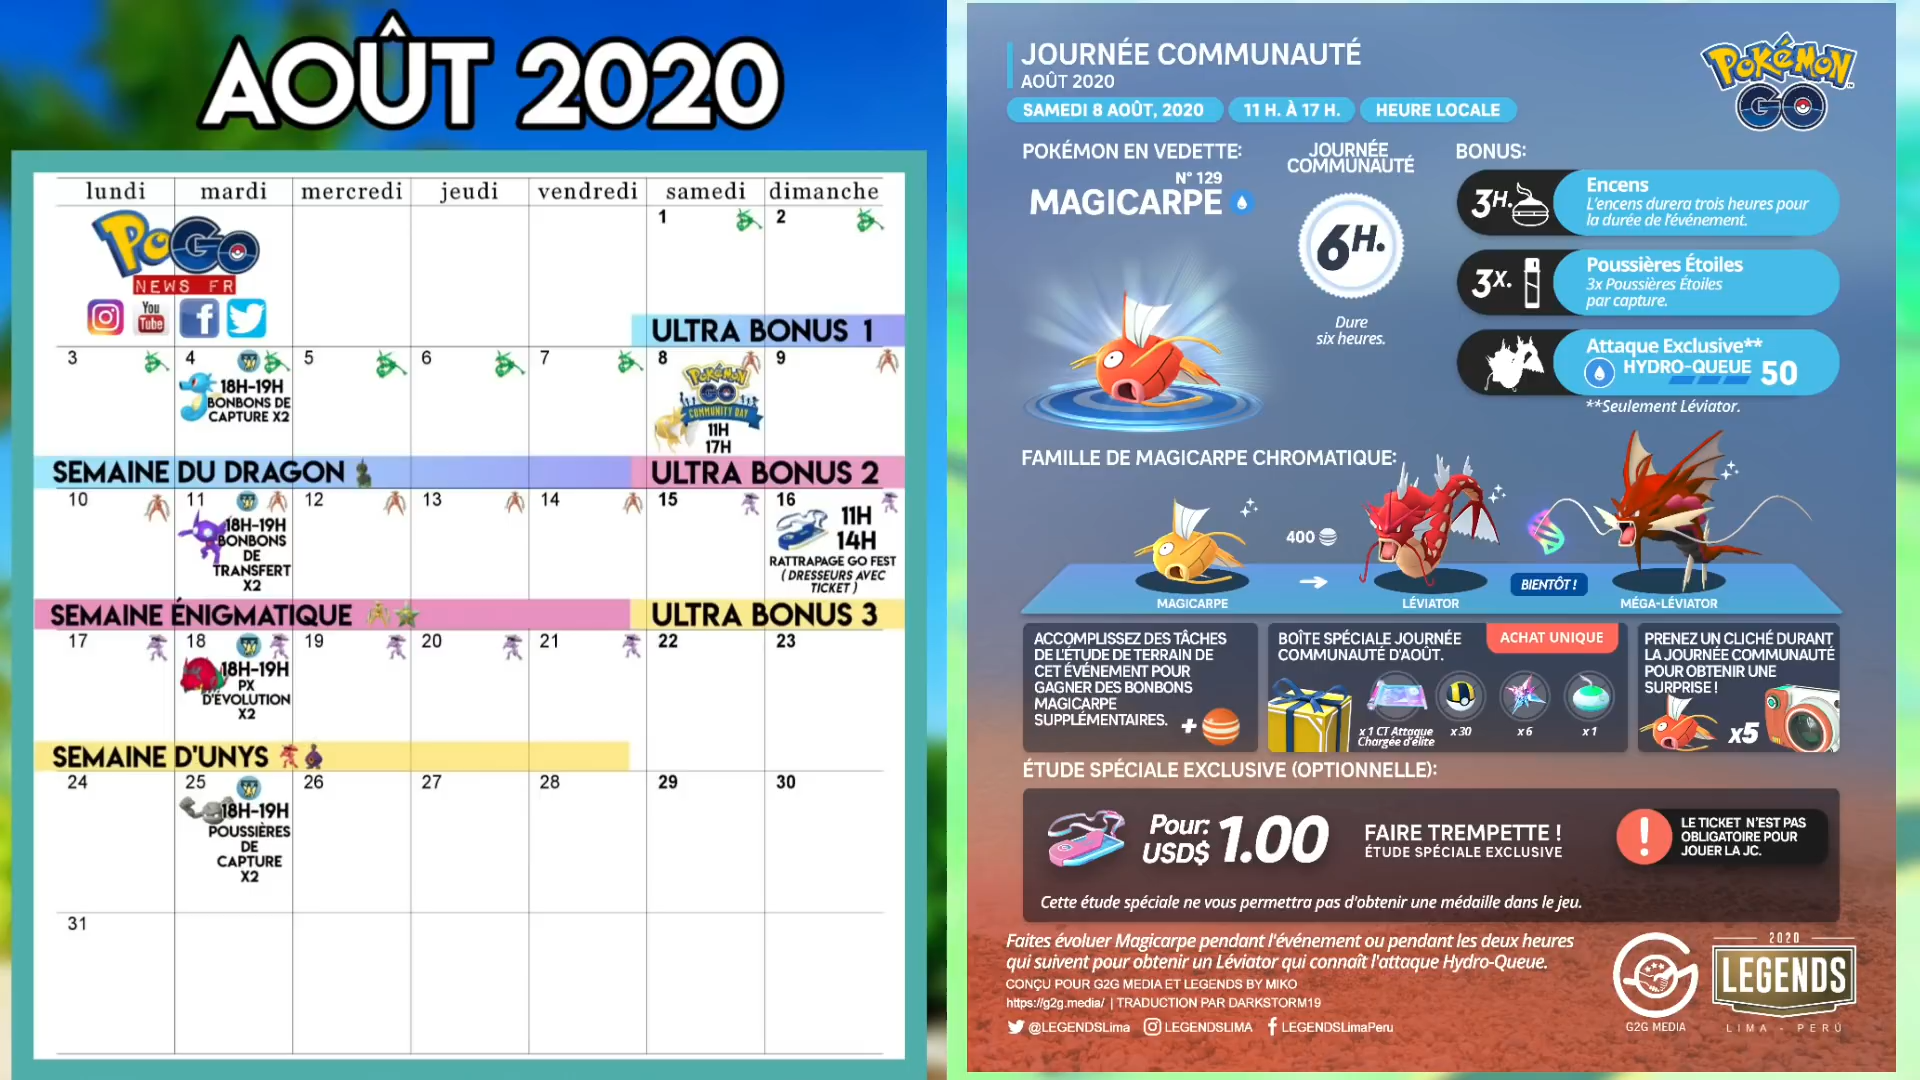 AOÛT 2020
lundi mardi mercredi jeudi vendredi samedi dimanche
1 2
PoGo
NEWS FR
You
Tube
ULTRA BONUS 1
3 4 5 6 7 8 9
18H-19H
BONBONS DE
CAPTURE X2
Pokémon
GO
COMMUNITY DAY
11H
17H
SEMAINE DU DRAGON
ULTRA BONUS 2
10 11 12 13 14 15 16
18H-19H
BONBONS
DE
TRANSFERT
X2
11H
14H
RATTRAPAGE GO FEST
( DRESSEURS AVEC
TICKET )
SEMAINE ÉNIGMATIQUE
ULTRA BONUS 3
17 18 19 20 21 22 23
18H-19H
PX
D'ÉVOLUTION
X2
SEMAINE D'UNYS
24 25 26 27 28 29 30
18H-19H
POUSSIÈRES
DE
CAPTURE
X2
31
JOURNÉE COMMUNAUTÉ
AOÛT 2020
SAMEDI 8 AOÛT, 2020 11 H. À 17 H. HEURE LOCALE
POKÉMON GO
POKÉMON EN VEDETTE:
N° 129
MAGICARPE
JOURNÉE
COMMUNAUTÉ
6H.
Dure
six heures.
BONUS:
3H.
Encens
L'encens durera trois heures pour
la durée de l'événement.
3X.
Poussières Étoiles
3x Poussières Étoiles
par capture.
Attaque Exclusive**
HYDRO-QUEUE 50
**Seulement Léviator.
FAMILLE DE MAGICARPE CHROMATIQUE:
400
BIENTÔT !
MAGICARPE LÉVIATOR MÉGA-LÉVIATOR
ACCOMPLISSEZ DES TÂCHES
DE L'ÉTUDE DE TERRAIN DE
CET ÉVÉNEMENT POUR
GAGNER DES BONBONS
MAGICARPE
SUPPLÉMENTAIRES.
+
BOÎTE SPÉCIALE JOURNÉE
COMMUNAUTÉ D'AOÛT.
ACHAT UNIQUE
x 1 CT Attaque
Chargée d'élite
x 30
x 6
x 1
PRENEZ UN CLICHÉ DURANT
LA JOURNÉE COMMUNAUTÉ
POUR OBTENIR UNE
SURPRISE !
x5
ÉTUDE SPÉCIALE EXCLUSIVE (OPTIONNELLE):
Pour:
USD$ 1.00
FAIRE TREMPETTE !
ÉTUDE SPÉCIALE EXCLUSIVE
!
LE TICKET N'EST PAS
OBLIGATOIRE POUR
JOUER LA JC.
Cette étude spéciale ne vous permettra pas d'obtenir une médaille dans le jeu.
Faites évoluer Magicarpe pendant l'événement ou pendant les deux heures
qui suivent pour obtenir un Léviator qui connaît l'attaque Hydro-Queue.
CONÇU POUR G2G MEDIA ET LEGENDS BY MIKO
https://g2g.media/ | TRADUCTION PAR DARKSTORM19
@LEGENDSLima LEGENDSLIMA LEGENDSLimaPeru
G2G MEDIA
2020
LEGENDS
LIMA - PERÚ